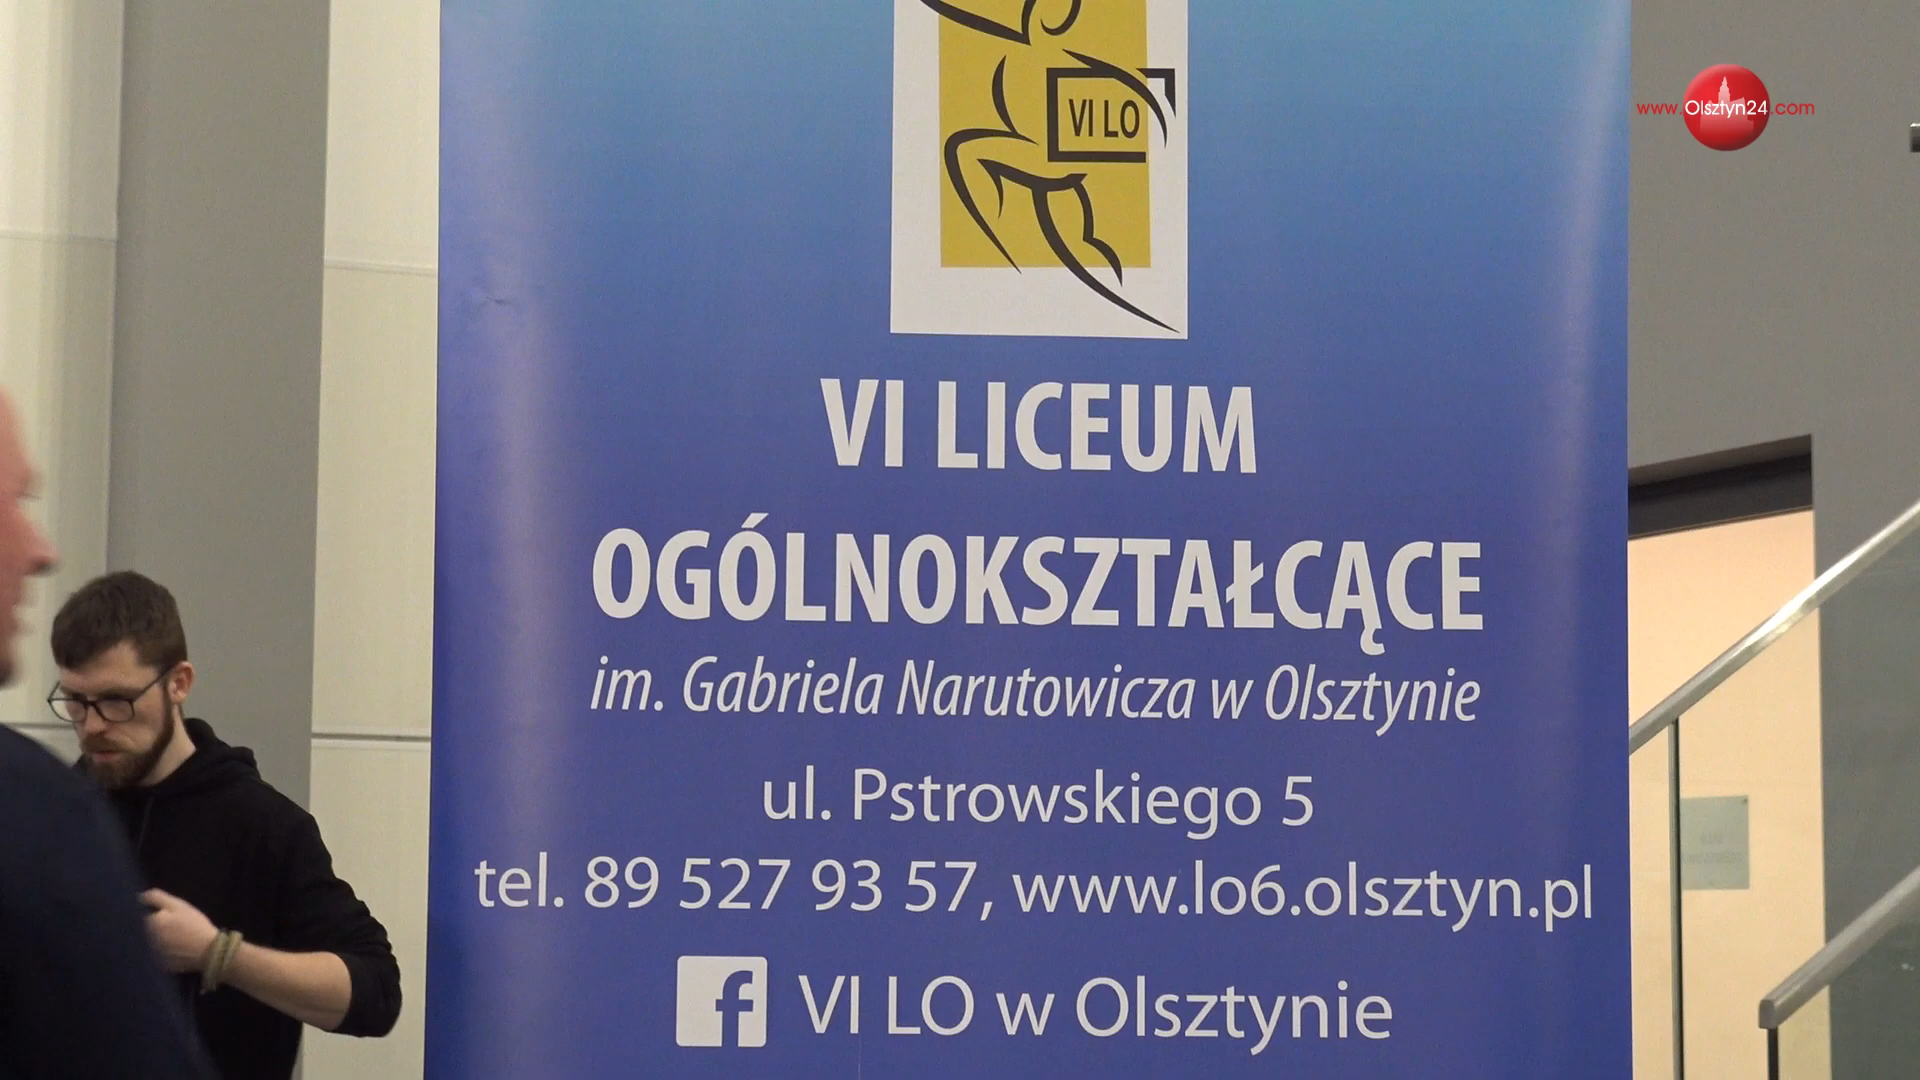 www.Olsztyn24.com
VI LO
VI LICEUM
OGÓLNOKSZTAŁCĄCE
im. Gabriela Narutowicza w Olsztynie
ul. Pstrowskiego 5
tel. 89 527 93 57, www.lo6.olsztyn.pl
f VI LO w Olsztynie